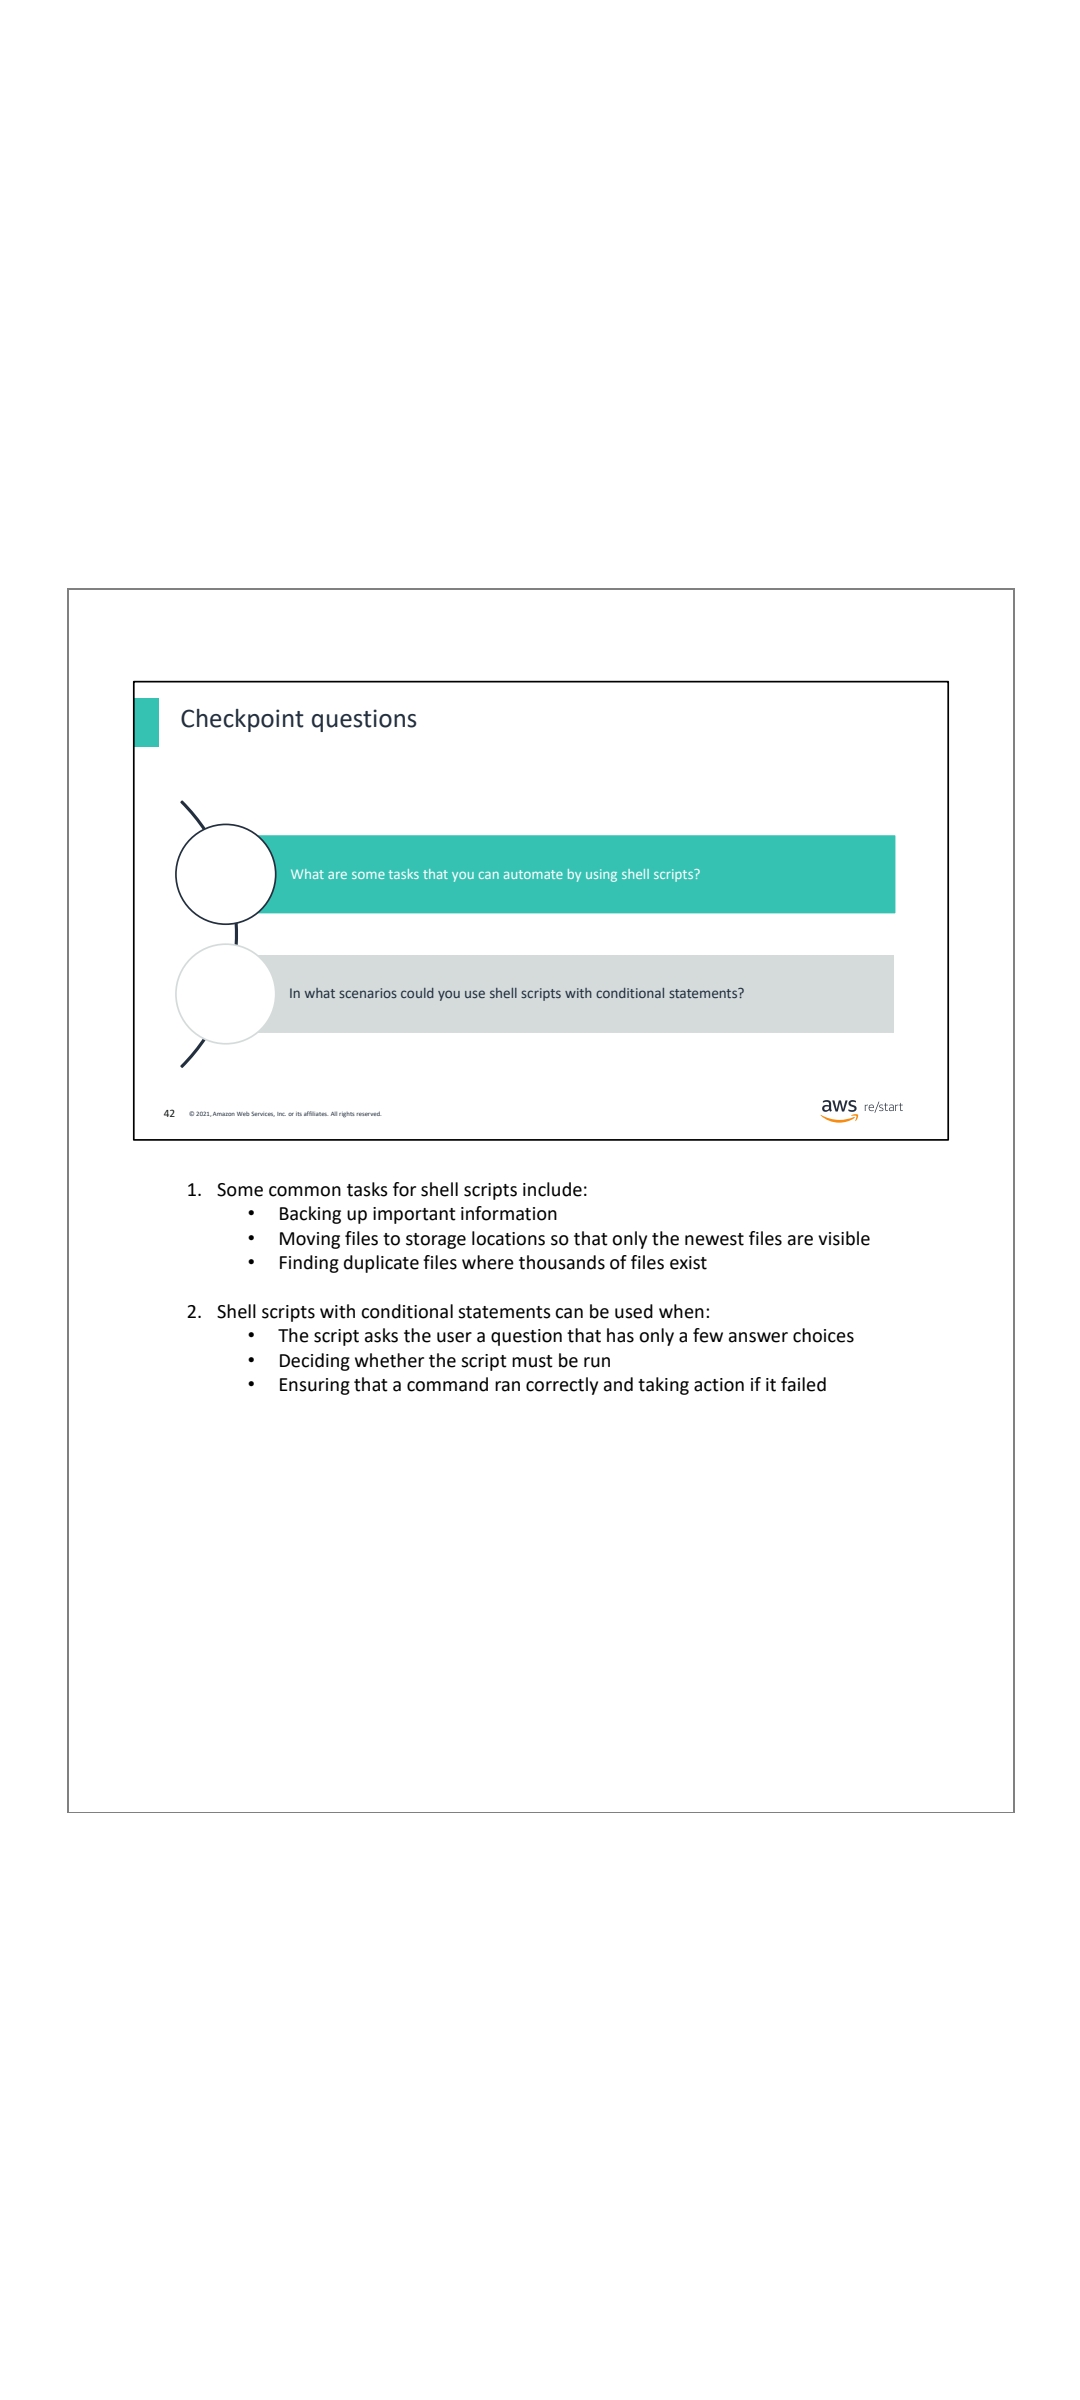 Checkpoint questions
What are some tasks that you can automate by using shell scripts?
In what scenarios could you use shell scripts with conditional statements?
42 © 2021, Amazon Web Services, Inc. or its affiliates. All rights reserved.
aws re/start
1. Some common tasks for shell scripts include:
• Backing up important information
• Moving files to storage locations so that only the newest files are visible
• Finding duplicate files where thousands of files exist
2. Shell scripts with conditional statements can be used when:
• The script asks the user a question that has only a few answer choices
• Deciding whether the script must be run
• Ensuring that a command ran correctly and taking action if it failed